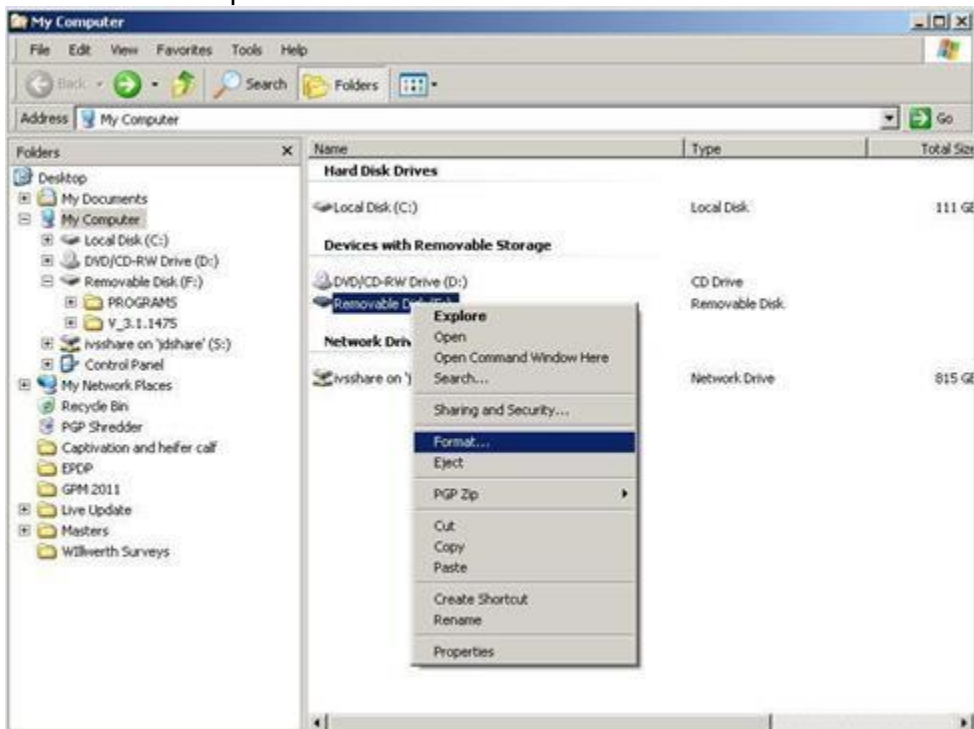 My Computer
File Edit View Favorites Tools Help
Back Search Folders
Address My Computer Go
Folders x
Desktop
My Documents
My Computer
Local Disk (C:)
DVD/CD-RW Drive (D:)
Removable Disk (F:)
PROGRAMS
V_3.1.1475
ivsshare on 'jdshare' (S:)
Control Panel
My Network Places
Recycle Bin
PGP Shredder
Captivation and heifer calf
EPDP
GPM 2011
Live Update
Masters
Willwerth Surveys
Name Type Total Size
Hard Disk Drives
Local Disk (C:) Local Disk 111 GB
Devices with Removable Storage
DVD/CD-RW Drive (D:) CD Drive
Removable Removable Disk
Network Driv
ivsshare on 'j Network Drive 815 GB
Explore
Open
Open Command Window Here
Search...
Sharing and Security...
Format...
Eject
PGP Zip
Cut
Copy
Paste
Create Shortcut
Rename
Properties